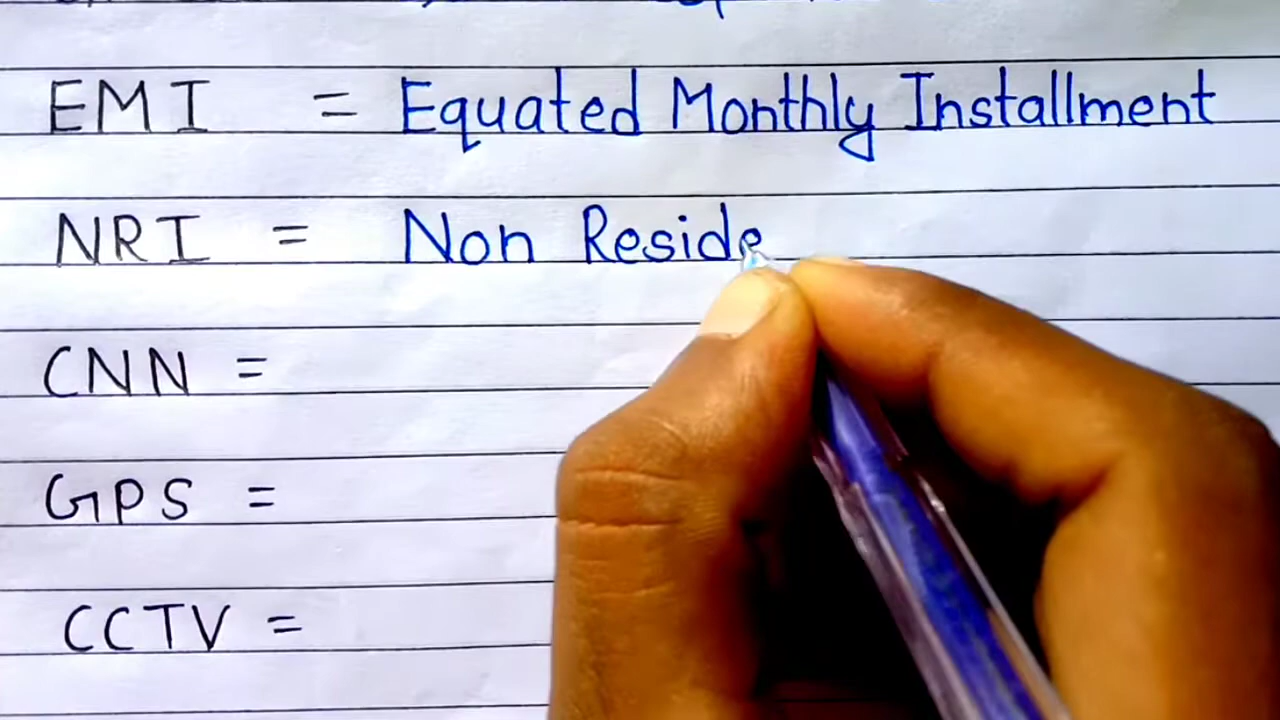 EMI = Equated Monthly Installment
NRI = Non Reside
CNN =
GPS =
CCTV =